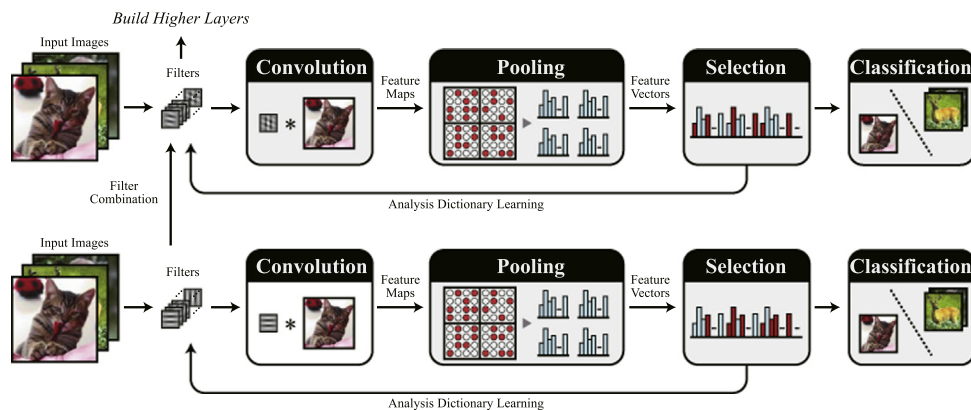 Build Higher Layers
Input Images
Filters
Convolution
Feature
Maps
Pooling
Feature
Vectors
Selection
Classification
*
Filter
Combination
Analysis Dictionary Learning
Input Images
Filters
Convolution
Feature
Maps
Pooling
Feature
Vectors
Selection
Classification
*
Analysis Dictionary Learning